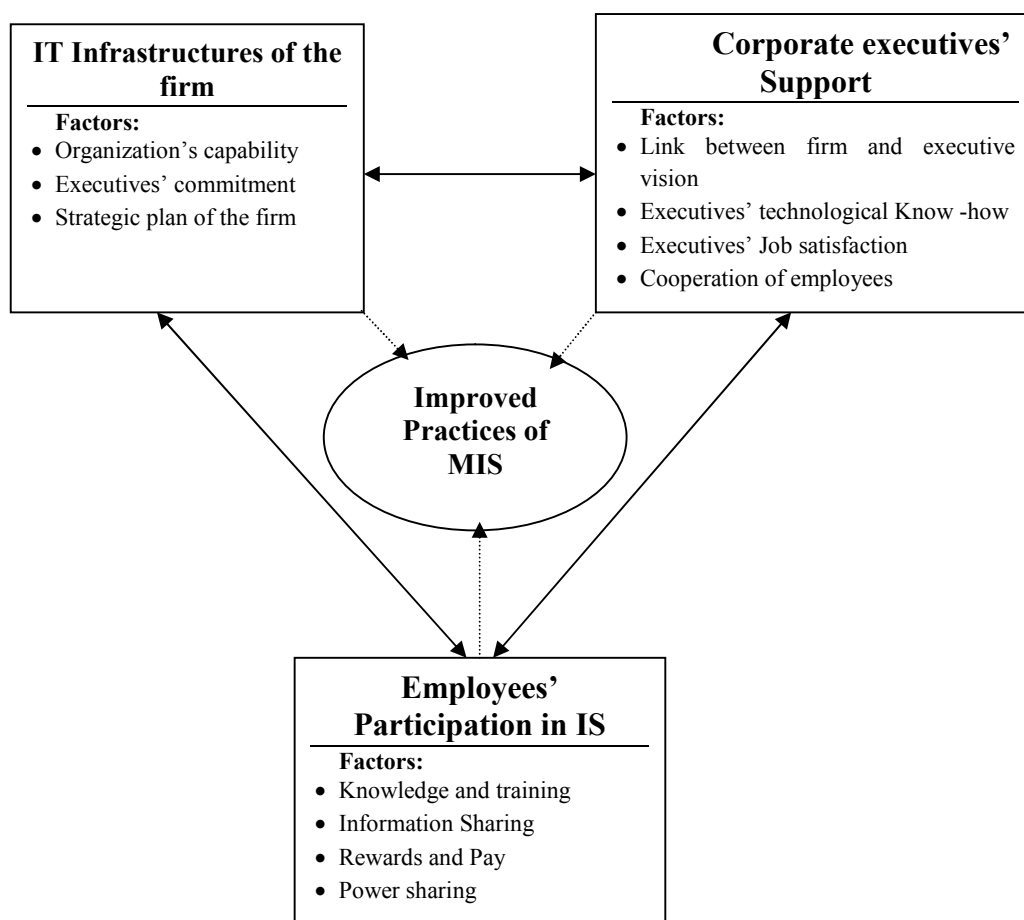 IT Infrastructures of the
firm
Factors:
• Organization’s capability
• Executives’ commitment
• Strategic plan of the firm
Corporate executives’
Support
Factors:
• Link between firm and executive
vision
• Executives’ technological Know -how
• Executives’ Job satisfaction
• Cooperation of employees
Improved
Practices of
MIS
Employees’
Participation in IS
Factors:
• Knowledge and training
• Information Sharing
• Rewards and Pay
• Power sharing